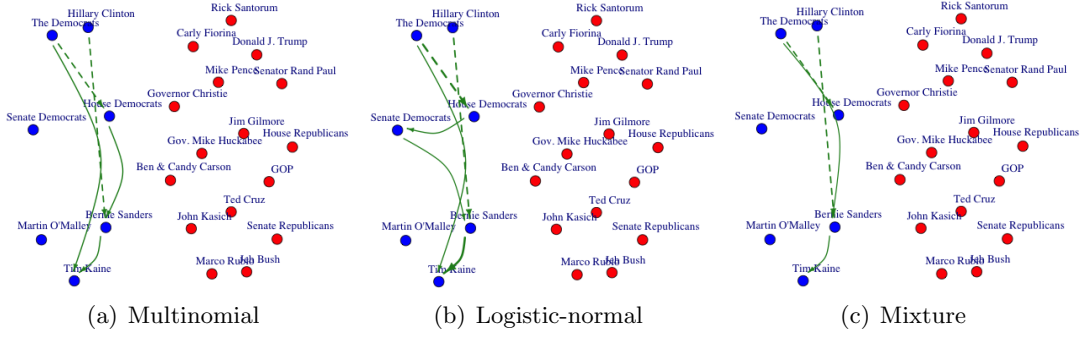 Hillary Clinton
The Democrats
Rick Santorum
Carly Fiorina
Donald J. Trump
Mike Pence
Senator Rand Paul
Governor Christie
House Democrats
Senate Democrats
Jim Gilmore
House Republicans
Gov. Mike Huckabee
Ben & Candy Carson
GOP
Ted Cruz
Bernie Sanders
Martin O'Malley
John Kasich
Senate Republicans
Tim Kaine
Marco Rubio
Jeb Bush
(a) Multinomial
Hillary Clinton
The Democrats
Rick Santorum
Carly Fiorina
Donald J. Trump
Mike Pence
Senator Rand Paul
Governor Christie
House Democrats
Senate Democrats
Jim Gilmore
House Republicans
Gov. Mike Huckabee
Ben & Candy Carson
GOP
Ted Cruz
Bernie Sanders
Martin O'Malley
John Kasich
Senate Republicans
Tim Kaine
Marco Rubio
Jeb Bush
(b) Logistic-normal
Hillary Clinton
The Democrats
Rick Santorum
Carly Fiorina
Donald J. Trump
Mike Pence
Senator Rand Paul
Governor Christie
House Democrats
Senate Democrats
Jim Gilmore
House Republicans
Gov. Mike Huckabee
Ben & Candy Carson
GOP
Ted Cruz
Bernie Sanders
Martin O'Malley
John Kasich
Senate Republicans
Tim Kaine
Marco Rubio
Jeb Bush
(c) Mixture